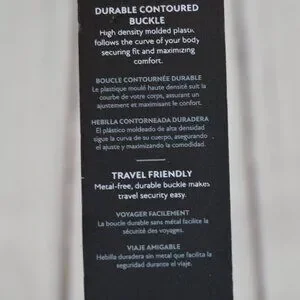 DURABLE CONTOURED
BUCKLE
High density molded plastic
follows the curve of your body
securing fit and maximizing
comfort.
BOUCLE CONTOURNÉE DURABLE
Le plastique moulé haute densité suit la
courbe de votre corps, assurant un
ajustement et maximisant le confort.
HEBILLA CONTORNEADA DURADERA
El plástico moldeado de alta densidad
sigue la curva de su cuerpo, asegurando
el ajuste y maximizando la comodidad.
TRAVEL FRIENDLY
Metal-free, durable buckle makes
travel security easy.
VOYAGER FACILEMENT
La boucle durable sans métal facilite la
sécurité des voyages.
VIAJE AMIGABLE
Hebilla duradera sin metal que facilita la
seguridad durante el viaje.